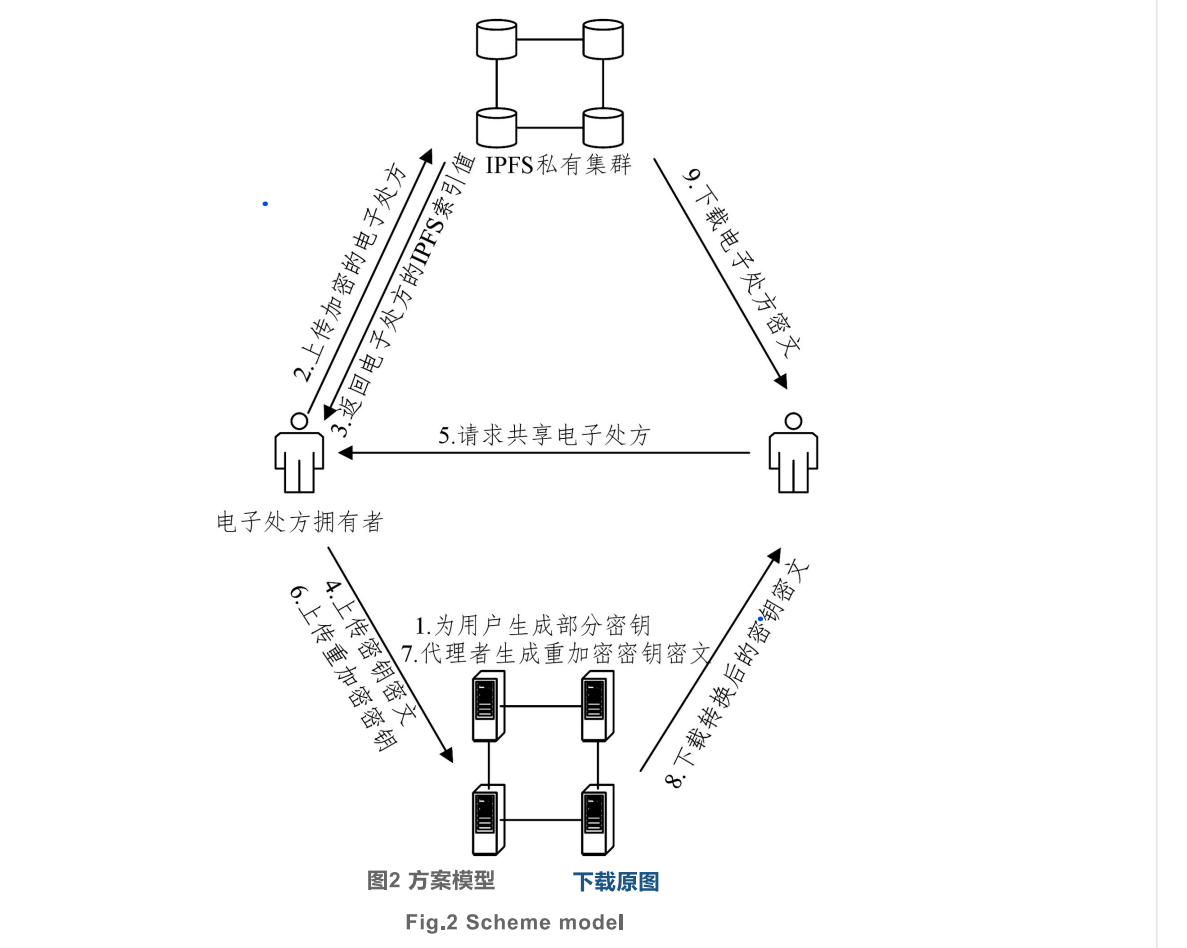 IPFS私有集群
2.上传加密的电子处方
3.返回电子处方的IPFS索引值
9.下载电子处方密文
5.请求共享电子处方
电子处方拥有者
4.上传密钥密文
6.上传重加密密钥
1.为用户生成部分密钥
7.代理者生成重加密密钥密文
8.下载转换后的密钥密文
图2 方案模型
下载原图
Fig.2 Scheme model